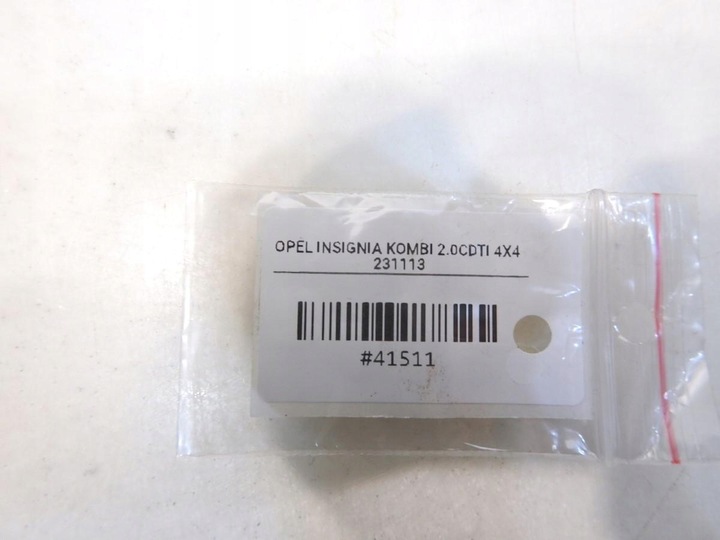 OPEL INSIGNIA KOMBI 2.0CDTI 4X4
231113
#41511